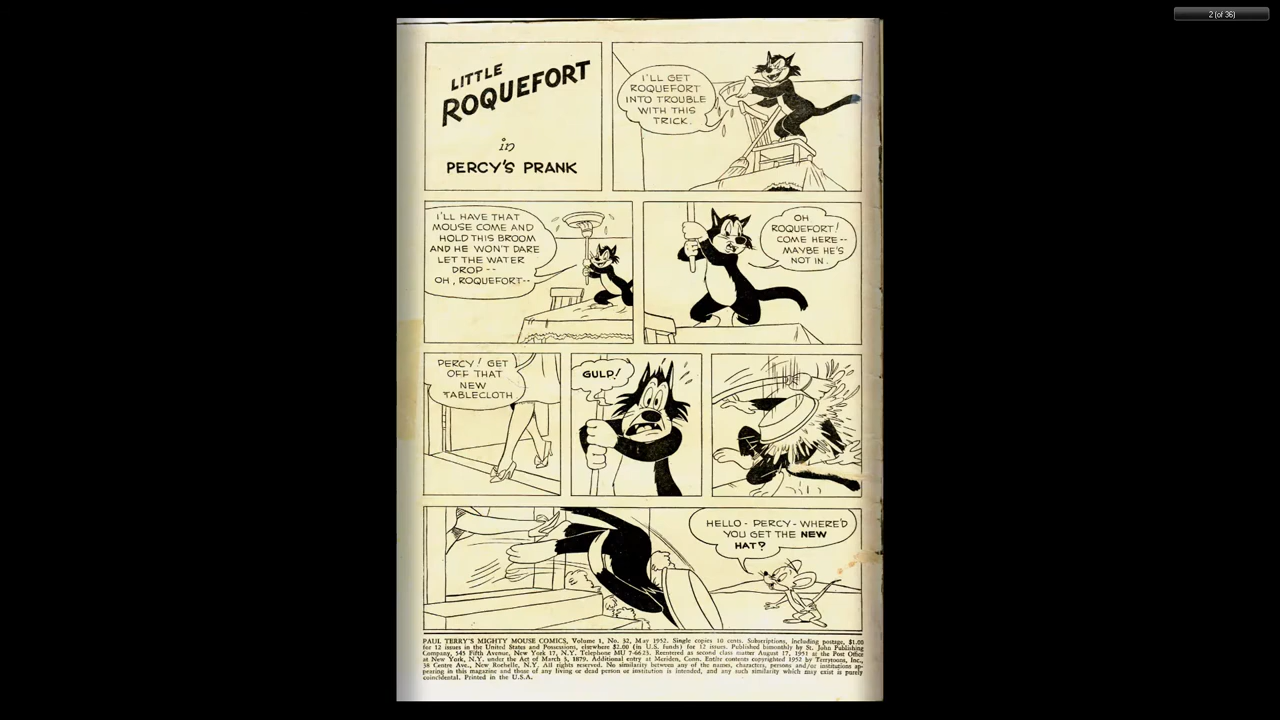 2 (of 36)
LITTLE
ROQUEFORT
in
PERCY'S PRANK
I'LL GET
ROQUEFORT
INTO TROUBLE
WITH THIS
TRICK.
I'LL HAVE THAT
MOUSE COME AND
HOLD THIS BROOM
AND HE WON'T DARE
LET THE WATER
DROP--
OH, ROQUEFORT--
OH
ROQUEFORT!
COME HERE--
MAYBE HE'S
NOT IN.
PERCY! GET
OFF THAT
NEW
TABLECLOTH
GULP!
HELLO - PERCY - WHERE'D
YOU GET THE NEW
HAT?
PAUL TERRY'S MIGHTY MOUSE COMICS, Volume 1, No. 32, May 1952. Single copies 10 cents. Subscriptions, including postage, $1.00
for 12 issues in the United States and Possessions, elsewhere $2.00 (in U.S. funds) for 12 issues. Published bimonthly by St. John Publishing
Company, 545 Fifth Avenue, New York 17, N.Y. Telephone MU 7-6623. Reentered as second class matter August 17, 1951 at the Post Office
at New York, N.Y. under the Act of March 3, 1879. Additional entry at Meriden, Conn. Entire contents copyrighted 1952 by Terrytoons, Inc.,
38 Centre Ave., New Rochelle, N.Y. All rights reserved. No similarity between any of the names, characters, persons and/or institutions ap-
pearing in this magazine and those of any living or dead person or institution is intended, and any such similarity which may exist is purely
coincidental. Printed in the U.S.A.